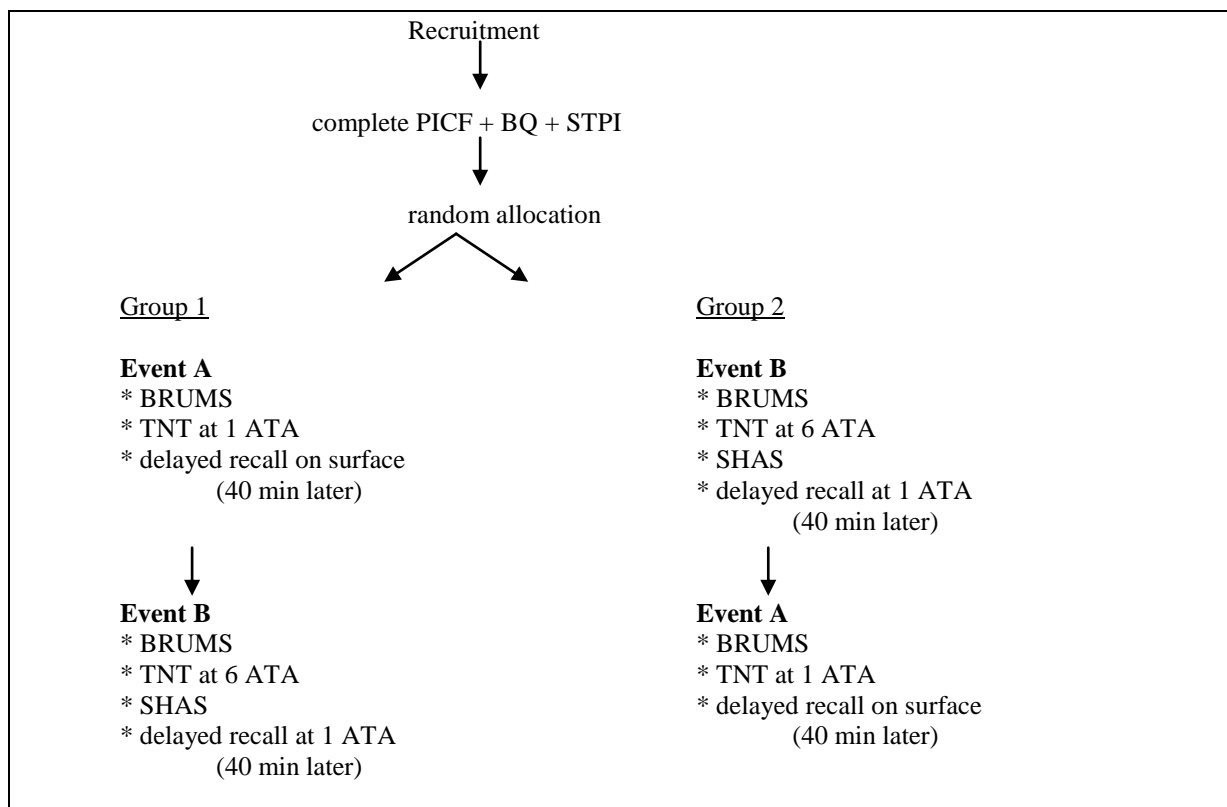 Recruitment
complete PICF + BQ + STPI
random allocation
Group 1
Event A
* BRUMS
* TNT at 1 ATA
* delayed recall on surface
(40 min later)
Event B
* BRUMS
* TNT at 6 ATA
* SHAS
* delayed recall at 1 ATA
(40 min later)
Group 2
Event B
* BRUMS
* TNT at 6 ATA
* SHAS
* delayed recall at 1 ATA
(40 min later)
Event A
* BRUMS
* TNT at 1 ATA
* delayed recall on surface
(40 min later)